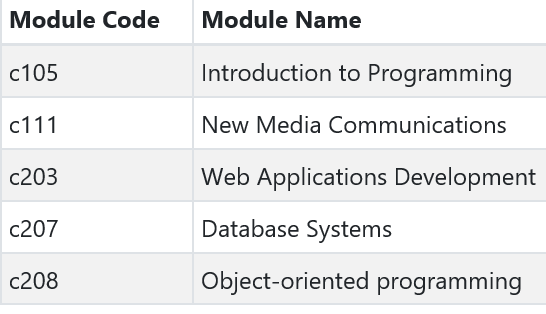 Module Code Module Name
c105 Introduction to Programming
c111 New Media Communications
c203 Web Applications Development
c207 Database Systems
c208 Object-oriented programming